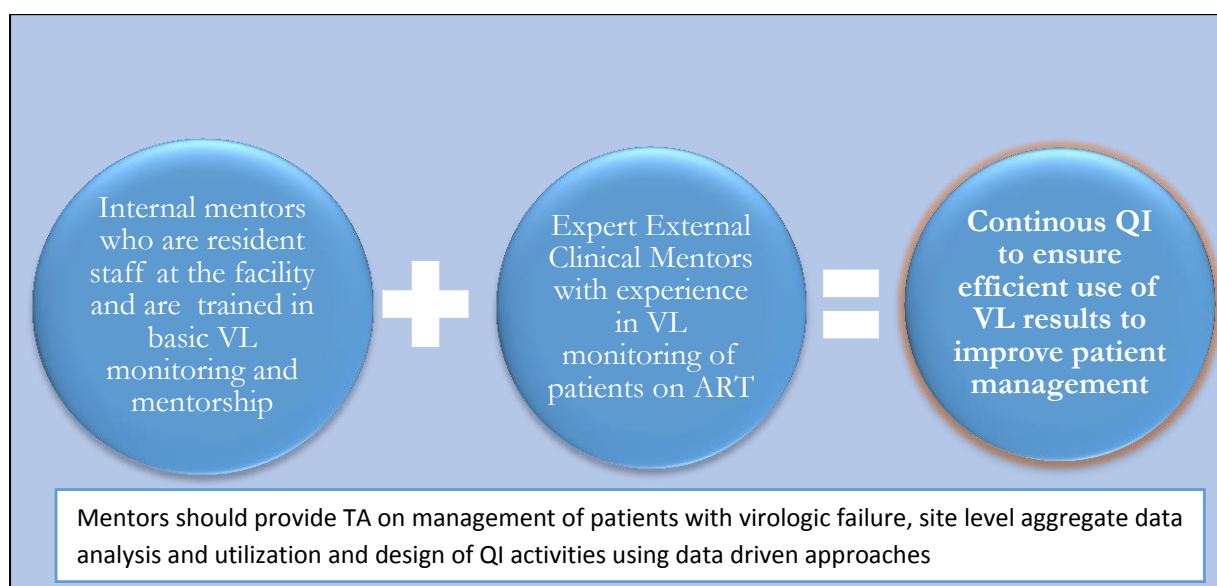 Internal mentors
who are resident
staff at the facility
and are trained in
basic VL
monitoring and
mentorship
Expert External
Clinical Mentors
with experience
in VL
monitoring of
patients on ART
Continous QI
to ensure
efficient use of
VL results to
improve patient
management
Mentors should provide TA on management of patients with virologic failure, site level aggregate data
analysis and utilization and design of QI activities using data driven approaches